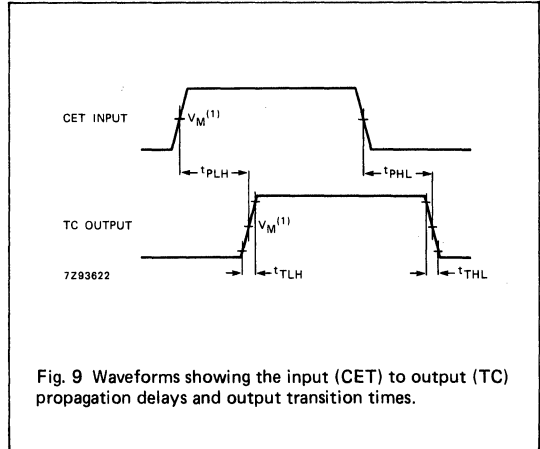 CET INPUT
VM(1)
tPLH
tPHL
TC OUTPUT
VM(1)
7Z93622
tTLH
tTHL
Fig. 9 Waveforms showing the input (CET) to output (TC)
propagation delays and output transition times.